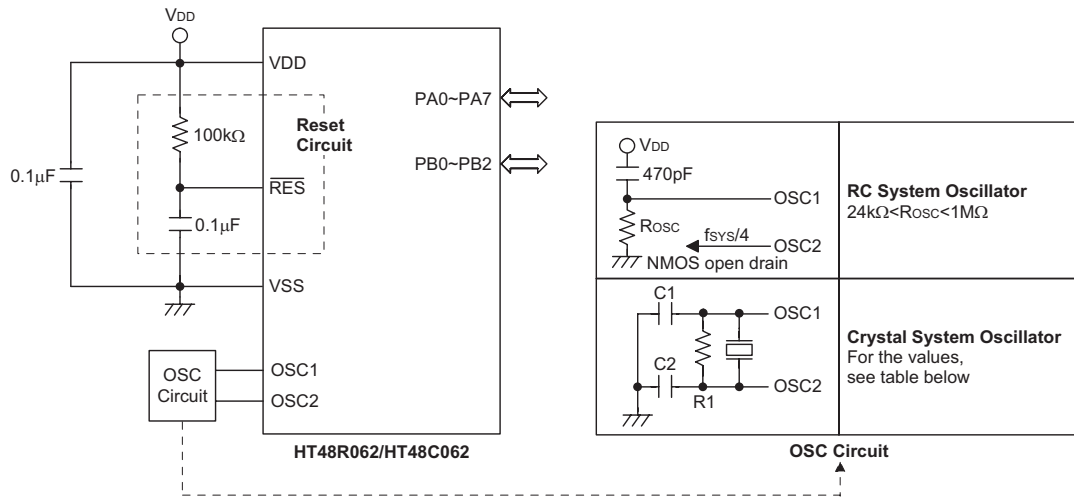 VDD
VDD
PA0~PA7
Reset
Circuit
100kΩ
0.1μF
RES
PB0~PB2
0.1μF
VSS
OSC
Circuit
OSC1
OSC2
HT48R062/HT48C062
VDD
470pF
OSC1
ROSC
fSYS/4
OSC2
NMOS open drain
RC System Oscillator
24kΩ<ROSC<1MΩ
C1
OSC1
C2
OSC2
R1
Crystal System Oscillator
For the values,
see table below
OSC Circuit